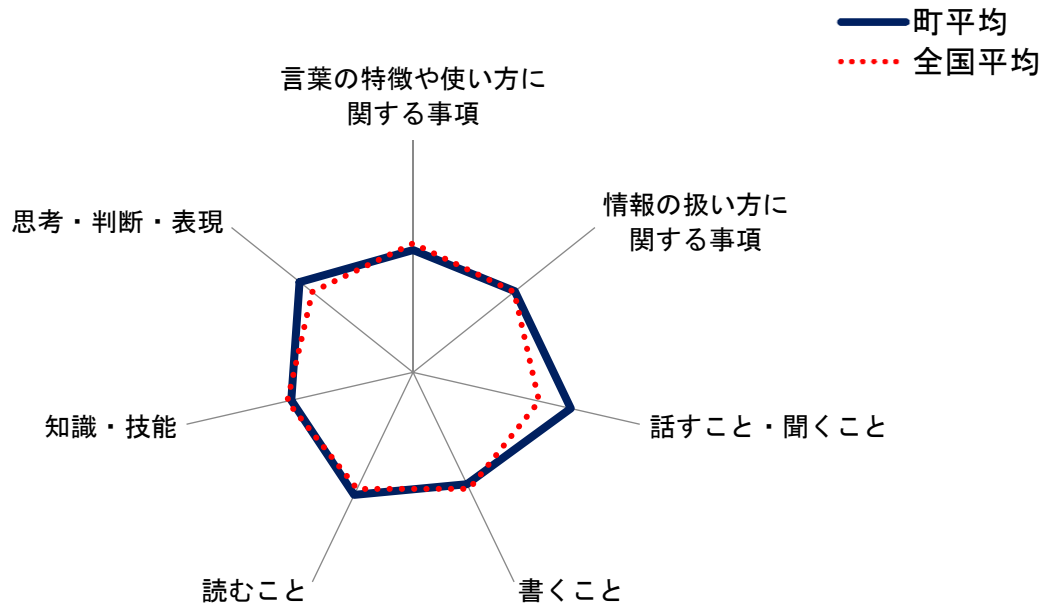 町平均
全国平均
言葉の特徴や使い方に
関する事項
情報の扱い方に
関する事項
思考・判断・表現
話すこと・聞くこと
知識・技能
読むこと
書くこと